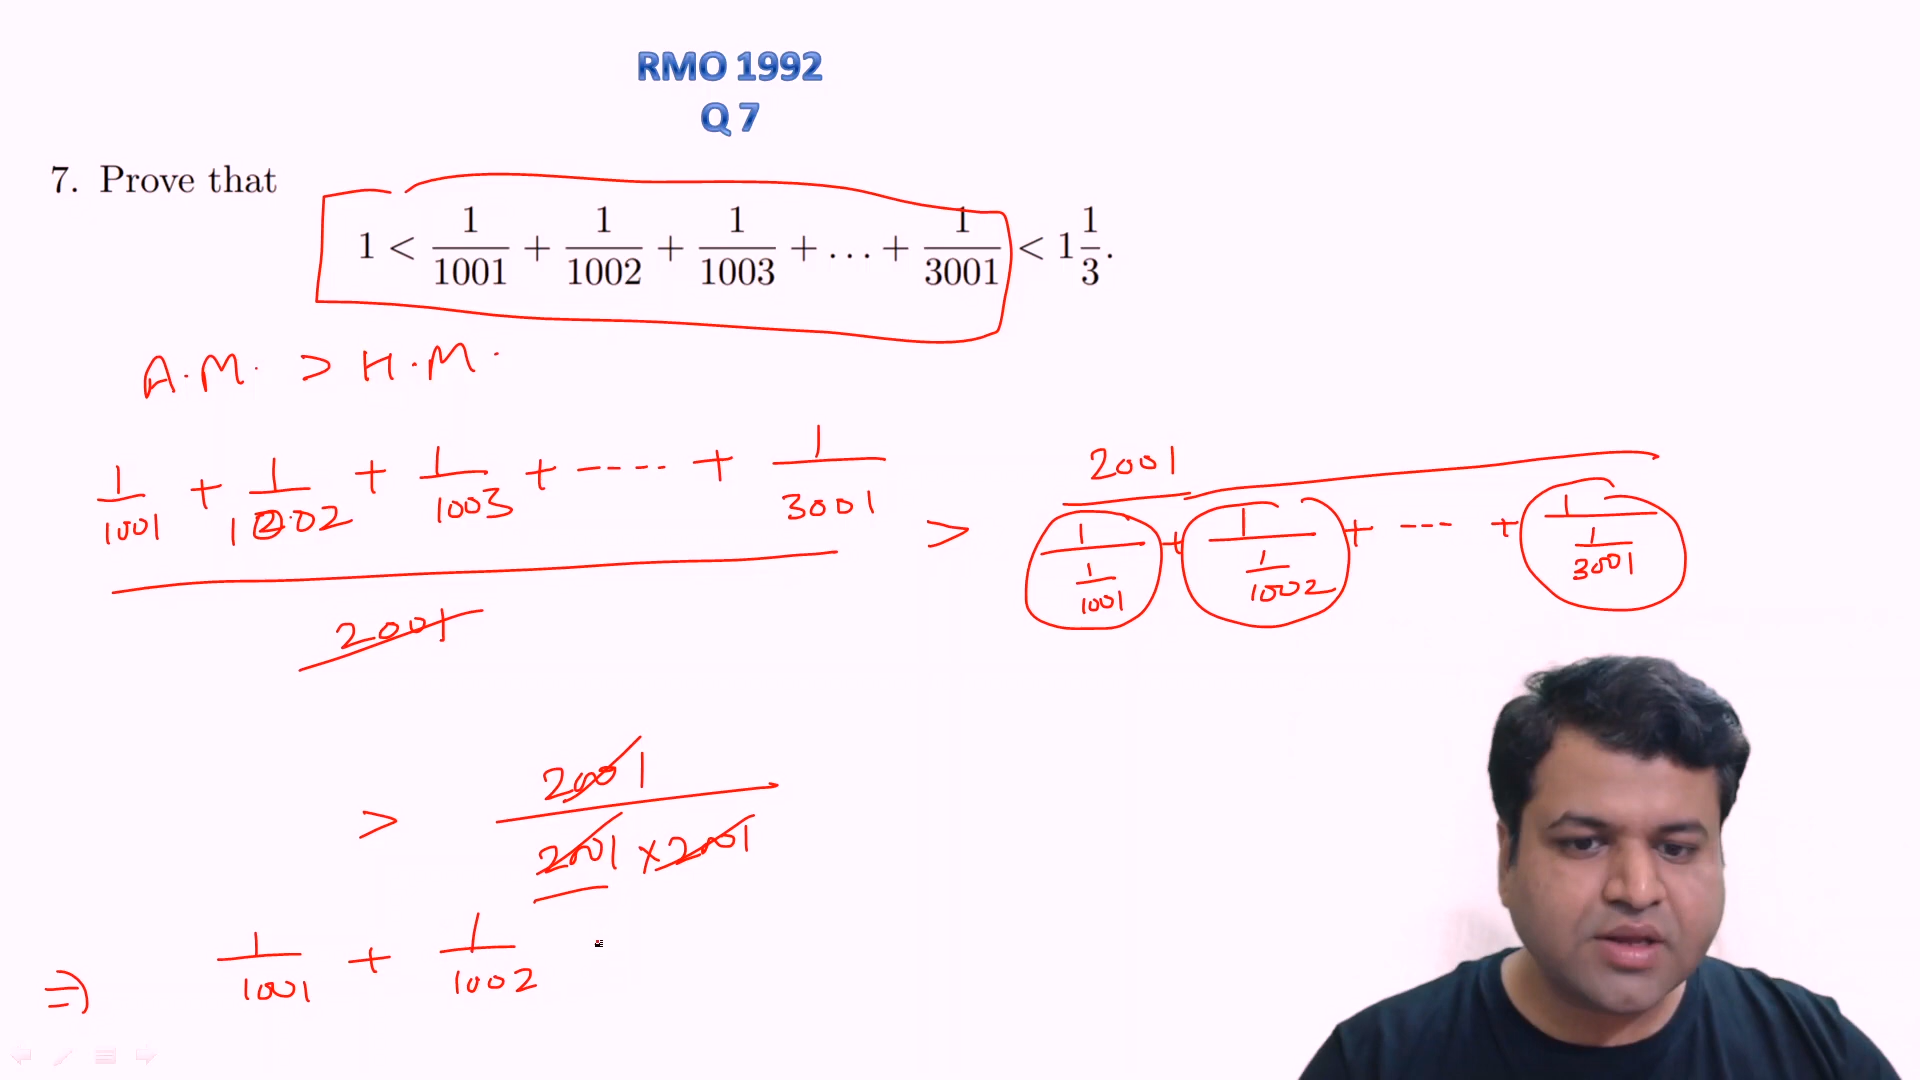 RMO 1992
Q 7
7. Prove that
1 < 1/1001 + 1/1002 + 1/1003 + ... + 1/3001 < 1 1/3.
A.M. > H.M.
1/1001 + 1/1002 + 1/1003 + ----- + 1/3001
2001
>
2001
1/(1/1001) + 1/(1/1002) + --- + 1/(1/3001)
> 2001
2001 × 2001
=) 1/1001 + 1/1002